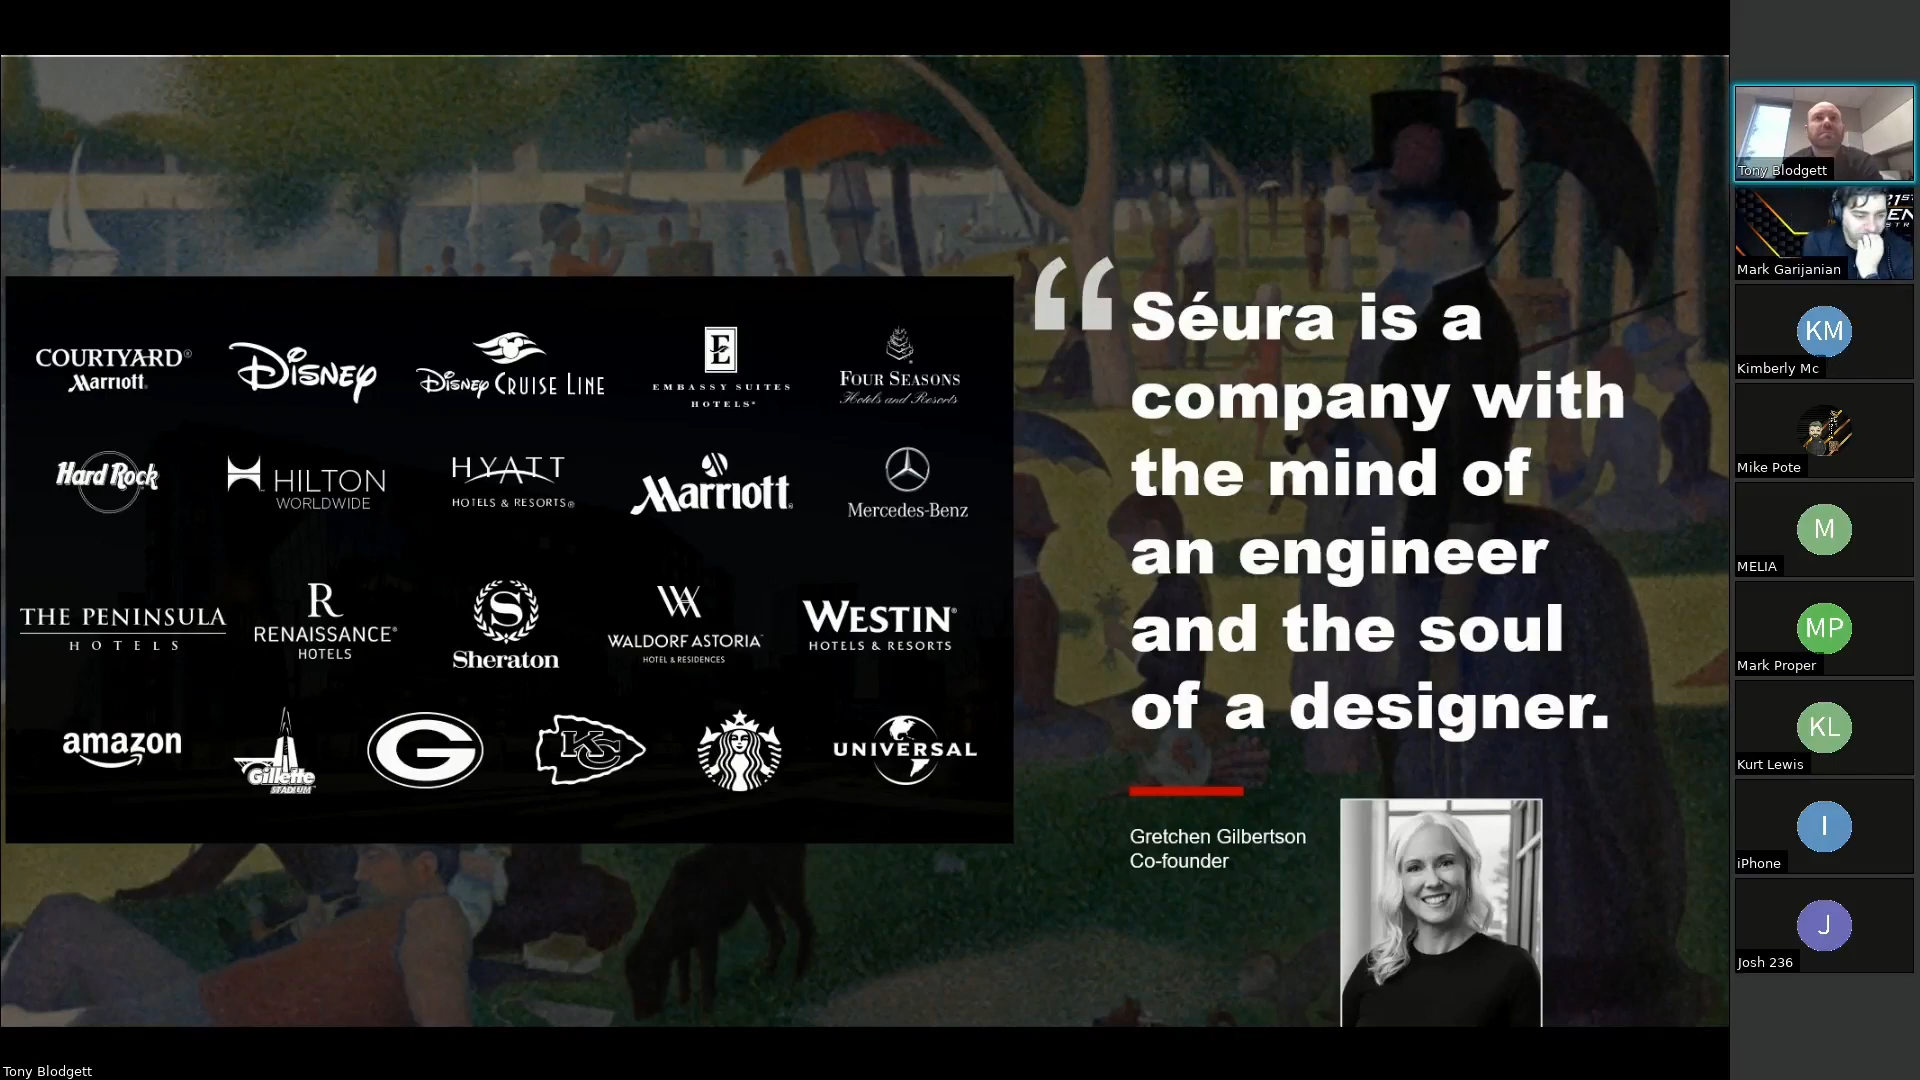 COURTYARD®
Marriott.
DISNEY
DISNEY CRUISE LINE
E
EMBASSY SUITES
HOTELS®
FOUR SEASONS
Hotels and Resorts
Hard Rock
HILTON
WORLDWIDE
HYATT
HOTELS & RESORTS®
Marriott®
Mercedes-Benz
THE PENINSULA
HOTELS
R
RENAISSANCE®
HOTELS
S
Sheraton
WA
WALDORF ASTORIA™
HOTEL & RESIDENCES
WESTIN®
HOTELS & RESORTS
amazon
Gillette
STADIUM
G
KC
UNIVERSAL
“
Séura is a
company with
the mind of
an engineer
and the soul
of a designer.
Gretchen Gilbertson
Co-founder
Tony Blodgett
Mark Garijanian
KM
Kimberly Mc
Mike Pote
M
MELIA
MP
Mark Proper
KL
Kurt Lewis
I
iPhone
J
Josh 236
Tony Blodgett